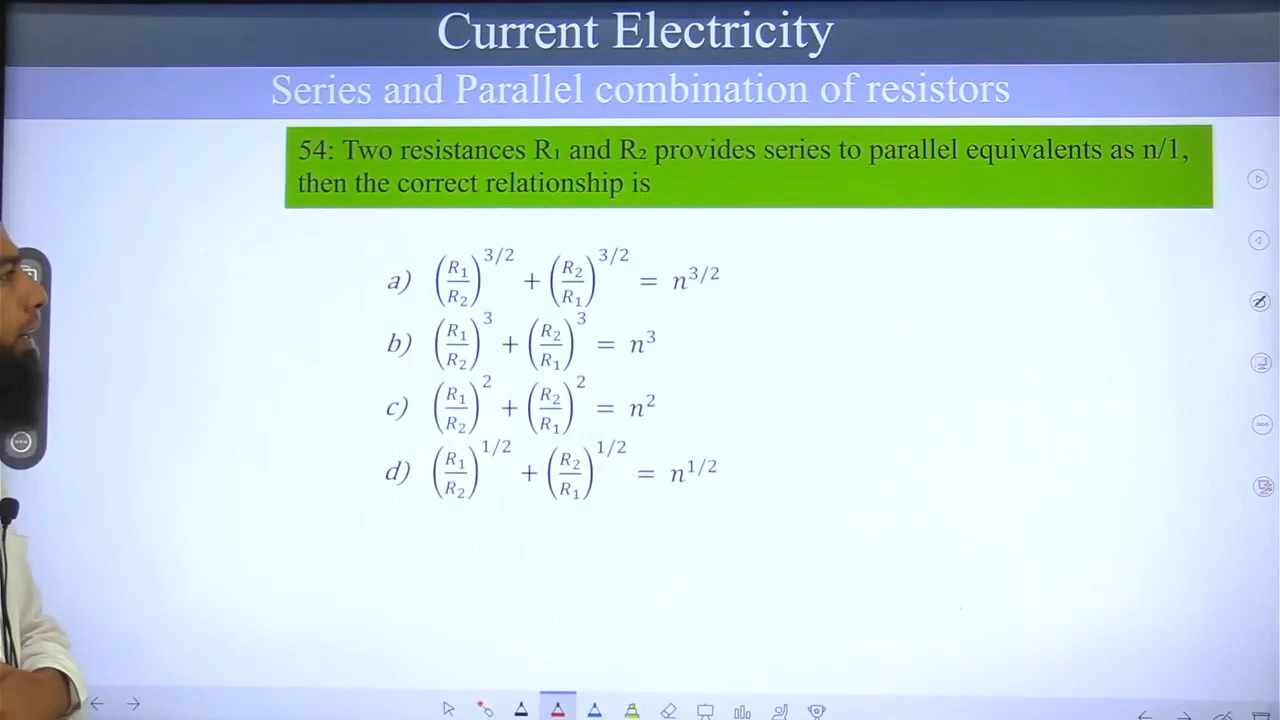 Current Electricity
Series and Parallel combination of resistors
54: Two resistances R₁ and R₂ provides series to parallel equivalents as n/1,
then the correct relationship is
a) (R₁/R₂)^{3/2} + (R₂/R₁)^{3/2} = n^{3/2}
b) (R₁/R₂)^3 + (R₂/R₁)^3 = n^3
c) (R₁/R₂)^2 + (R₂/R₁)^2 = n^2
d) (R₁/R₂)^{1/2} + (R₂/R₁)^{1/2} = n^{1/2}